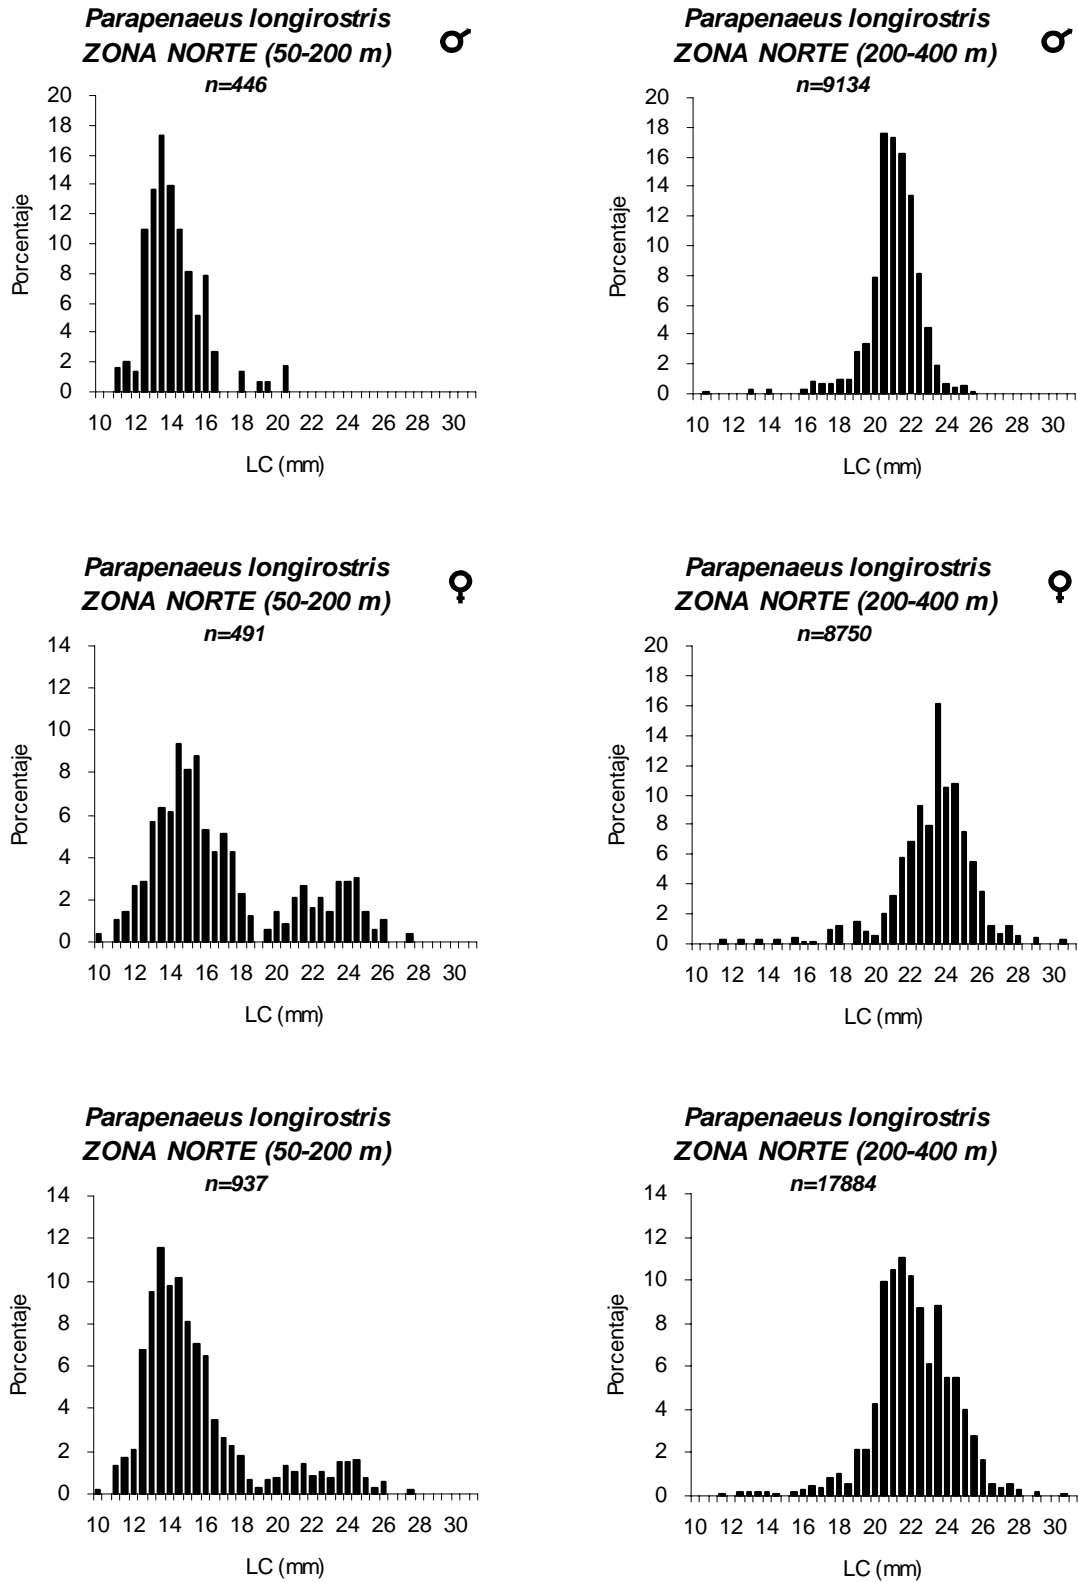 Parapenaeus longirostris
ZONA NORTE (50-200 m)
♂
n=446
20
18
16
14
12
10
8
6
4
2
0
Porcentaje
10 12 14 16 18 20 22 24 26 28 30
LC (mm)
Parapenaeus longirostris
ZONA NORTE (200-400 m)
♂
n=9134
20
18
16
14
12
10
8
6
4
2
0
Porcentaje
10 12 14 16 18 20 22 24 26 28 30
LC (mm)
Parapenaeus longirostris
ZONA NORTE (50-200 m)
♀
n=491
14
12
10
8
6
4
2
0
Porcentaje
10 12 14 16 18 20 22 24 26 28 30
LC (mm)
Parapenaeus longirostris
ZONA NORTE (200-400 m)
♀
n=8750
20
18
16
14
12
10
8
6
4
2
0
Porcentaje
10 12 14 16 18 20 22 24 26 28 30
LC (mm)
Parapenaeus longirostris
ZONA NORTE (50-200 m)
n=937
14
12
10
8
6
4
2
0
Porcentaje
10 12 14 16 18 20 22 24 26 28 30
LC (mm)
Parapenaeus longirostris
ZONA NORTE (200-400 m)
n=17884
14
12
10
8
6
4
2
0
Porcentaje
10 12 14 16 18 20 22 24 26 28 30
LC (mm)